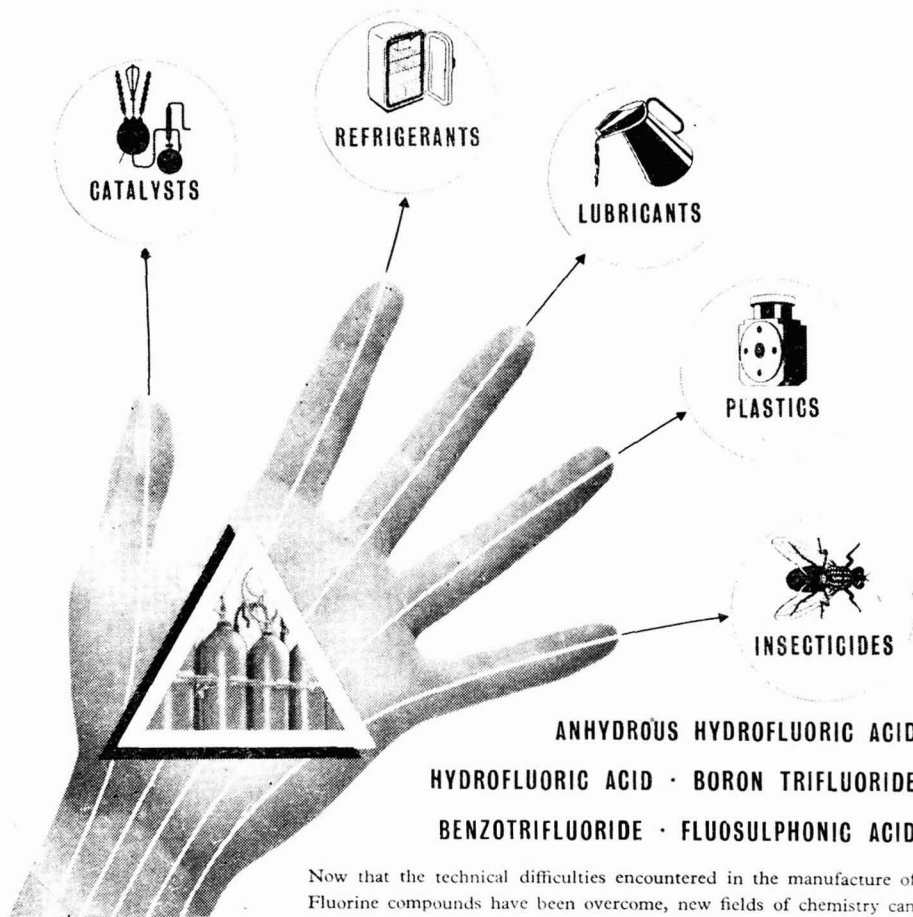 CATALYSTS
REFRIGERANTS
LUBRICANTS
PLASTICS
INSECTICIDES
ANHYDROUS HYDROFLUORIC ACID
HYDROFLUORIC ACID · BORON TRIFLUORIDE
BENZOTRIFLUORIDE · FLUOSULPHONIC ACID
Now that the technical difficulties encountered in the manufacture of
Fluorine compounds have been overcome, new fields of chemistry can